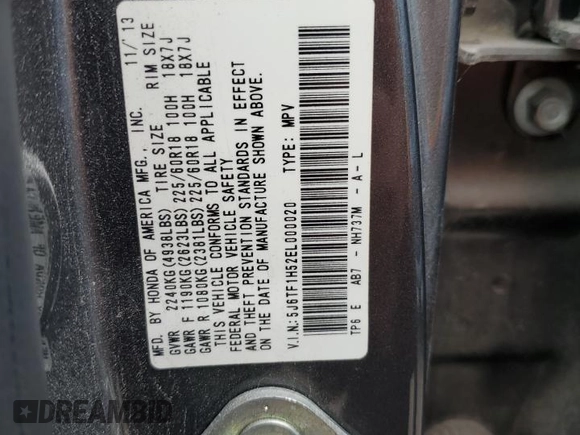 MFD. BY HONDA OF AMERICA MFG., INC. 11/'13
GVWR 2240KG(4938LBS) TIRE SIZE RIM SIZE
GAWR F 1190KG(2623LBS) 225/60R18 100H 18X7J
GAWR R 1080KG(2381LBS) 225/60R18 100H 18X7J
THIS VEHICLE CONFORMS TO ALL APPLICABLE
FEDERAL MOTOR VEHICLE SAFETY
AND THEFT PREVENTION STANDARDS IN EFFECT
ON THE DATE OF MANUFACTURE SHOWN ABOVE.
V.I.N.:5J6TF1H52EL000020 TYPE: MPV
TP6 E AB7 - NH737M - A - L
DREAMBID